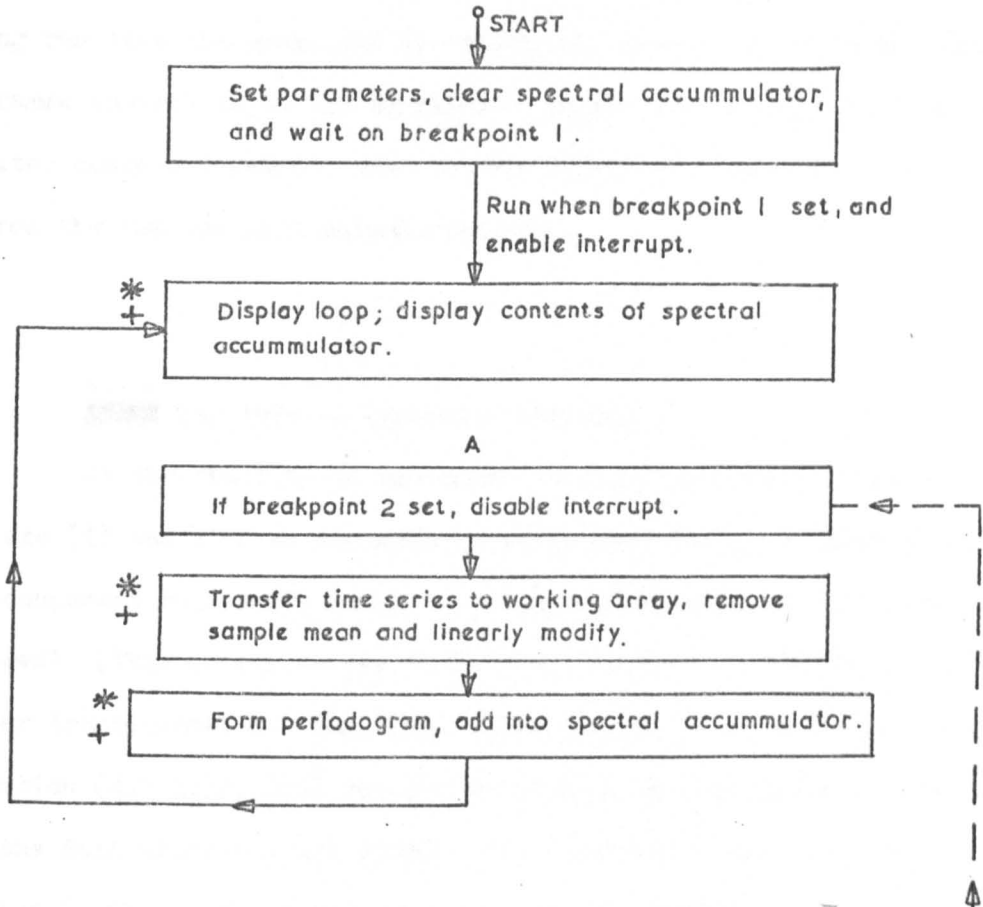 START
Set parameters, clear spectral accummulator,
and wait on breakpoint 1.
Run when breakpoint 1 set, and
enable interrupt.
*
+
Display loop; display contents of spectral
accummulator.
A
If breakpoint 2 set, disable interrupt.
*
+
Transfer time series to working array, remove
sample mean and linearly modify.
*
+
Form periodogram, add into spectral accummulator.